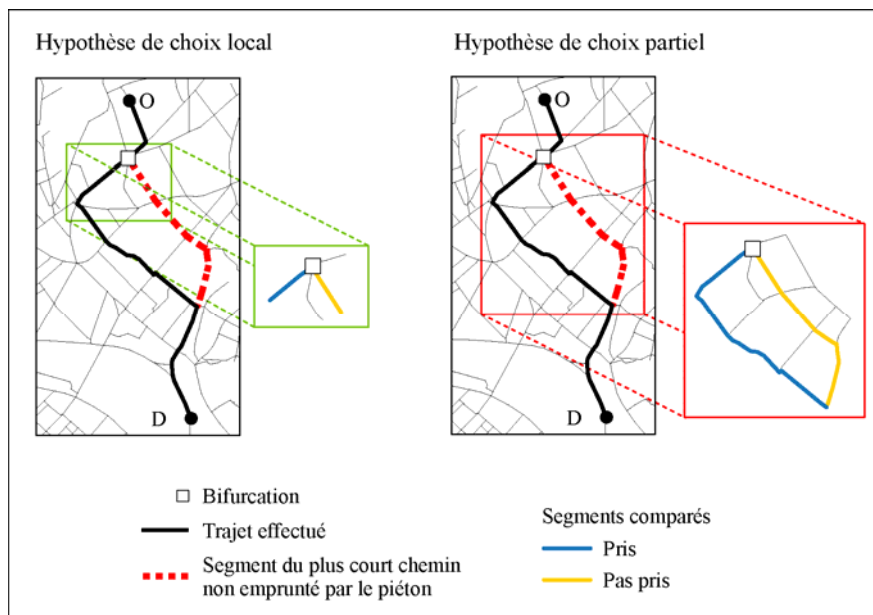 Hypothèse de choix local
Hypothèse de choix partiel
O
D
O
D
Bifurcation
Trajet effectué
Segment du plus court chemin
non emprunté par le piéton
Segments comparés
Pris
Pas pris